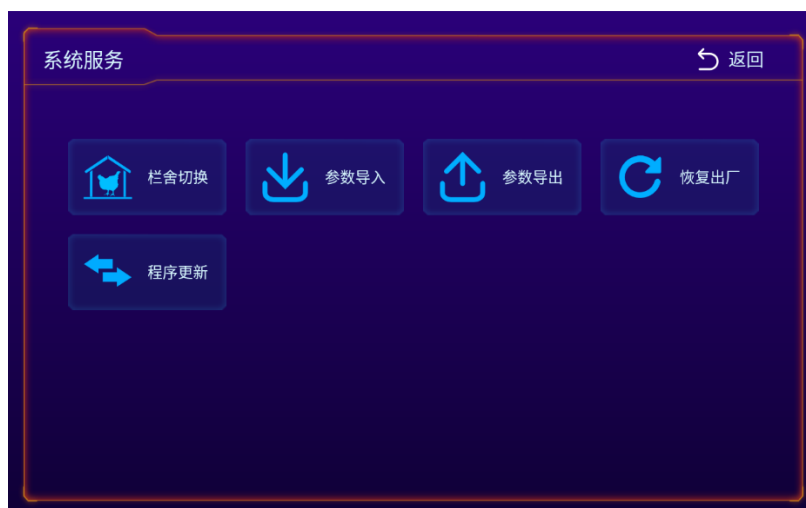 系统服务
返回
栏舍切换
参数导入
参数导出
恢复出厂
程序更新